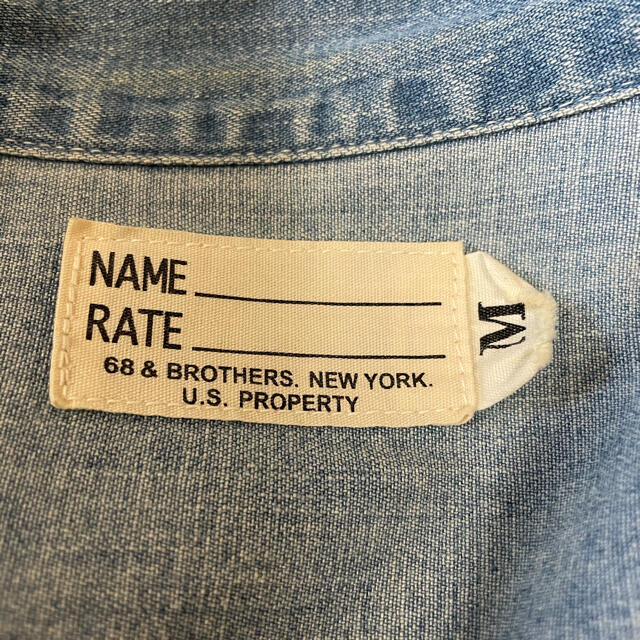 NAME
RATE
68 & BROTHERS. NEW YORK.
U.S. PROPERTY
M